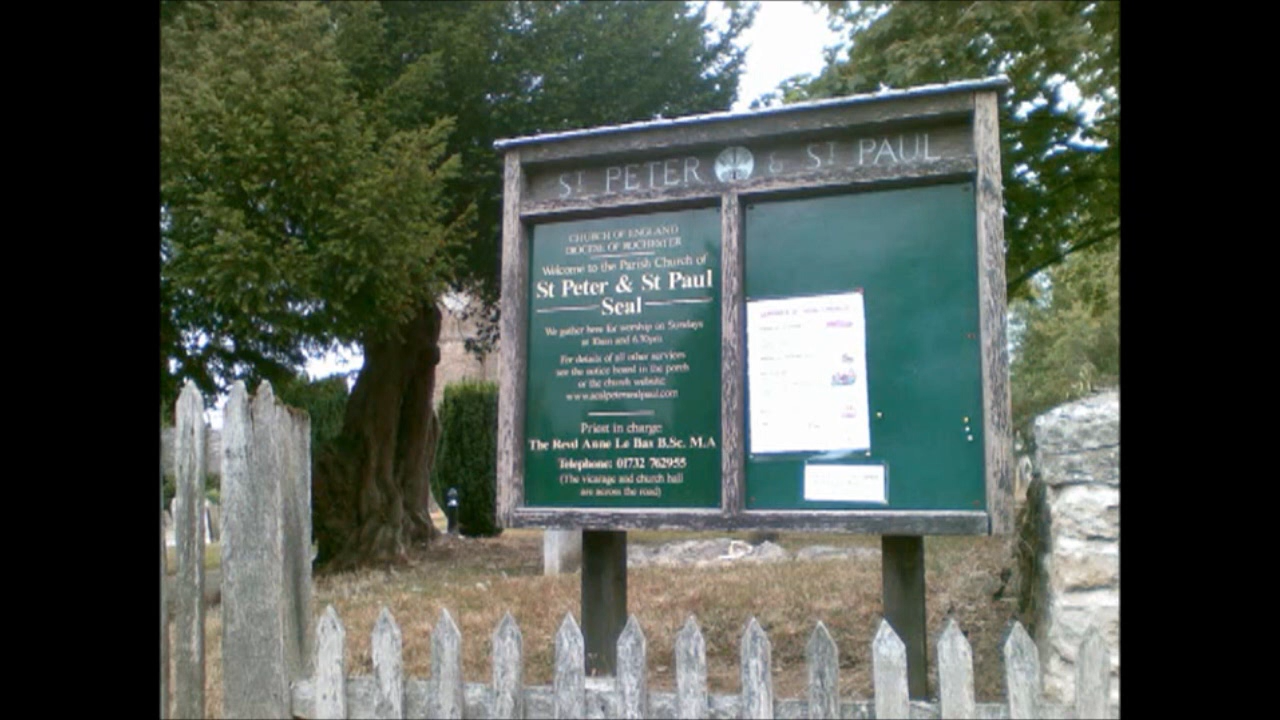 ST PETER & ST PAUL
CHURCH OF ENGLAND
DIOCESE OF ROCHESTER
Welcome to the Parish Church of
St Peter & St Paul
Seal
We gather here for worship on Sundays
at 10am and 6.30pm
For details of all other services
see the notice board in the porch
or the church website:
www.sealpeterandpaul.com
Priest in charge:
The Revd Anne Le Bas B.Sc. M.A
Telephone: 01732 762955
(The vicarage and church hall
are across the road)